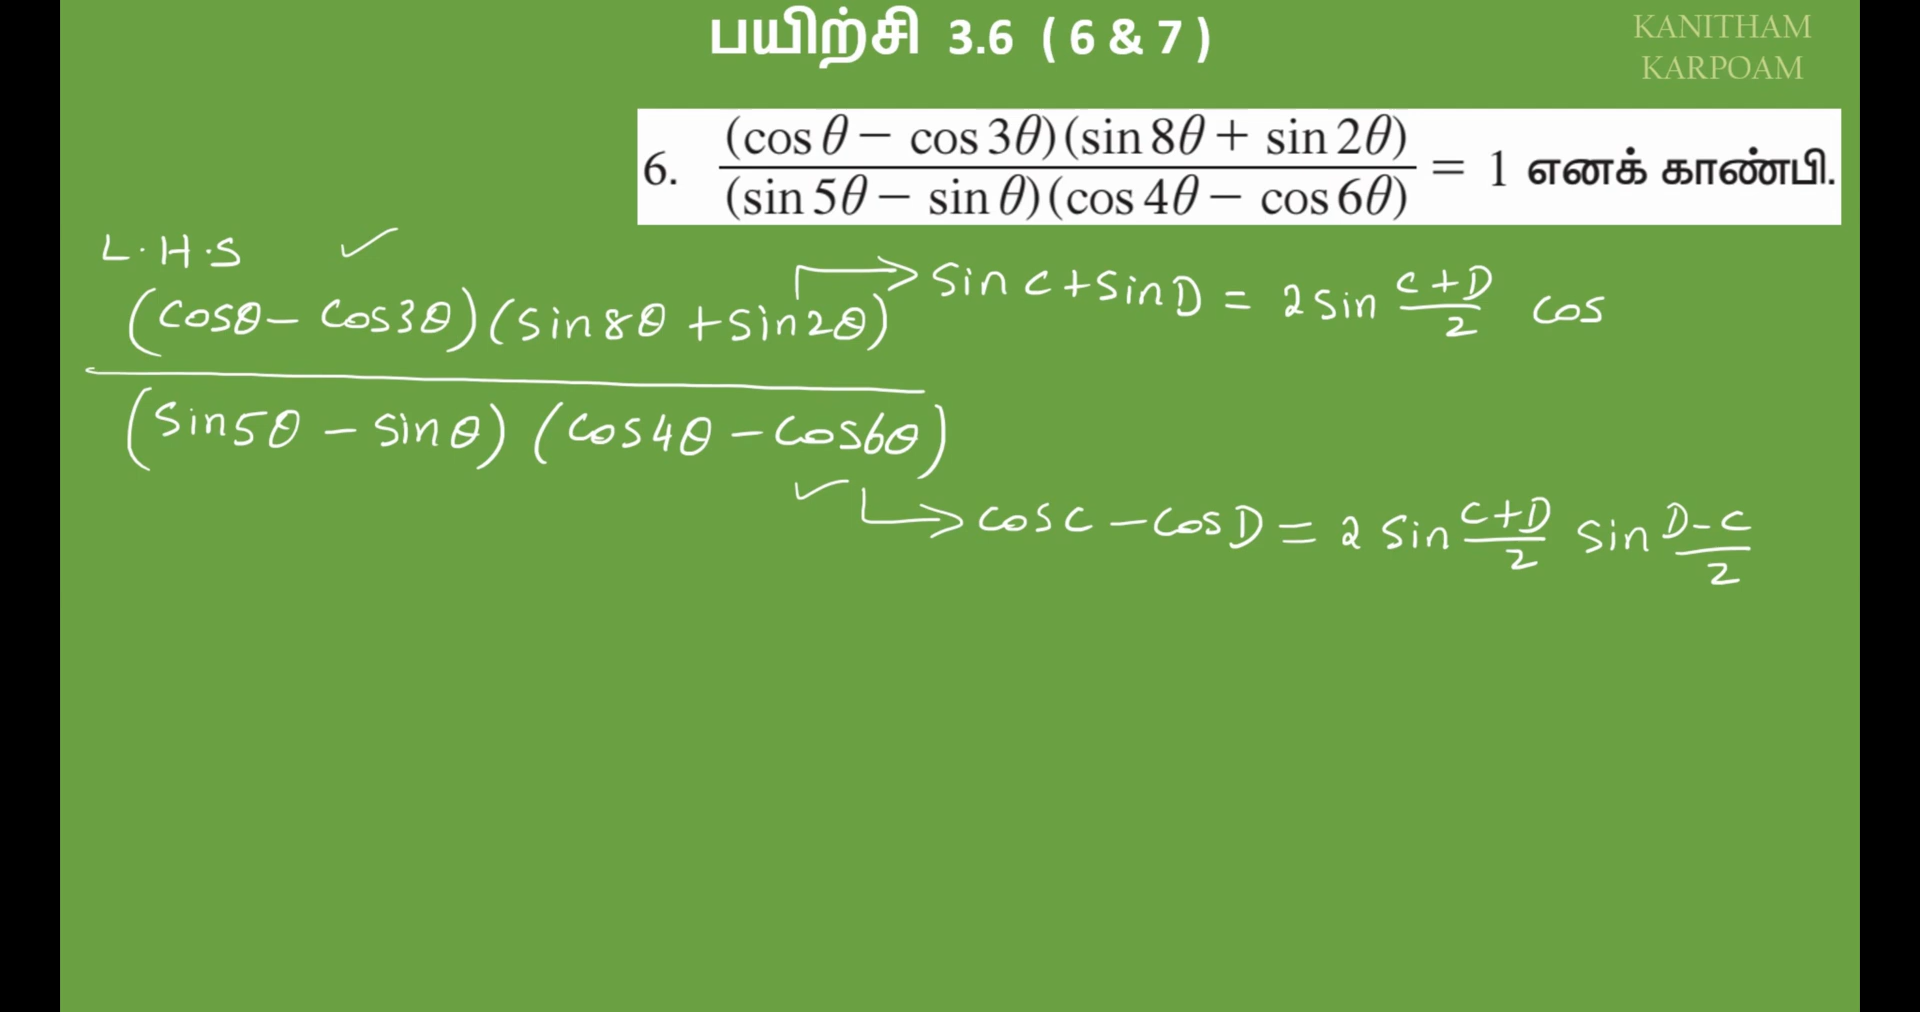 பயிற்சி 3.6 ( 6 & 7 )
KANITHAM
KARPOAM
6. (cos θ − cos 3θ)(sin 8θ + sin 2θ)
(sin 5θ − sin θ)(cos 4θ − cos 6θ)
= 1 எனக் காண்பி.
L.H.S ✓
(cosθ − cos3θ)(sin8θ + sin2θ) → sin C + sin D = 2 sin C+D/2 cos
(sin5θ − sinθ) (cos4θ − cos6θ)
✓ → cos C − cos D = 2 sin C+D/2 sin D−C/2